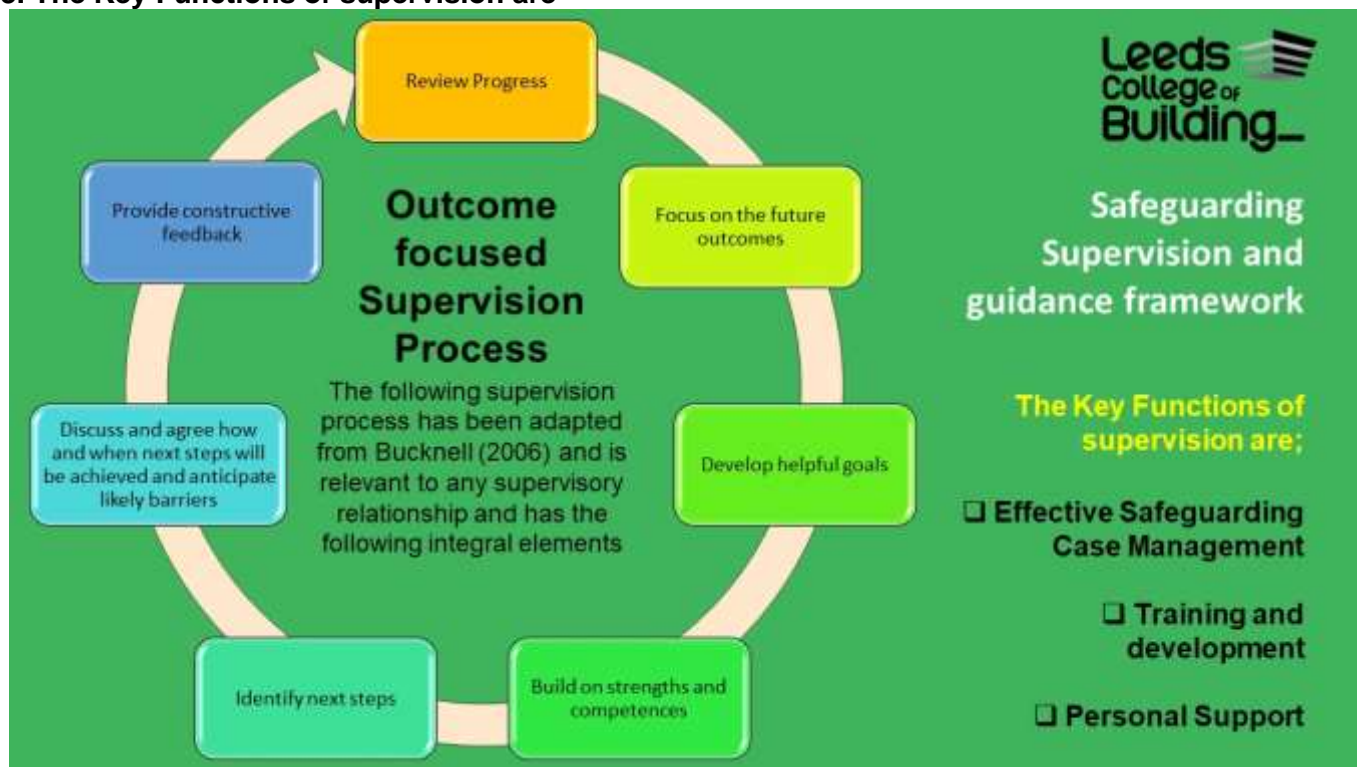 The Key Functions of supervision are
Review Progress
Focus on the future
outcomes
Develop helpful goals
Build on strengths and
competences
Identify next steps
Discuss and agree how
and when next steps will
be achieved and anticipate
likely barriers
Provide constructive
feedback
Outcome
focused
Supervision
Process
The following supervision
process has been adapted
from Bucknell (2006) and is
relevant to any supervisory
relationship and has the
following integral elements
Leeds
College of
Building_
Safeguarding
Supervision and
guidance framework
The Key Functions of
supervision are;
❑ Effective Safeguarding
Case Management
❑ Training and
development
❑ Personal Support